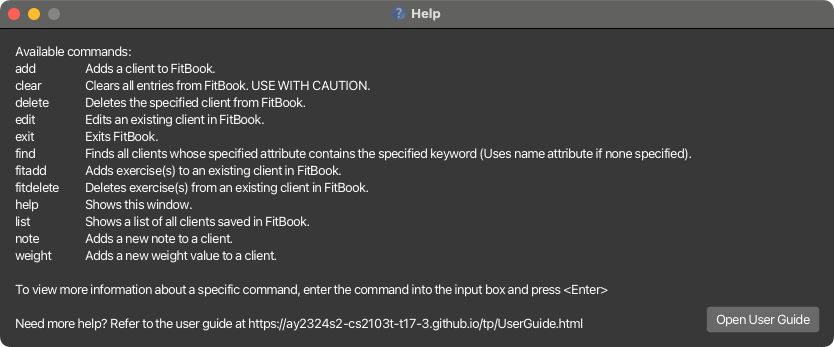 Help
Available commands:
add Adds a client to FitBook.
clear Clears all entries from FitBook. USE WITH CAUTION.
delete Deletes the specified client from FitBook.
edit Edits an existing client in FitBook.
exit Exits FitBook.
find Finds all clients whose specified attribute contains the specified keyword (Uses name attribute if none specified).
fitadd Adds exercise(s) to an existing client in FitBook.
fitdelete Deletes exercise(s) from an existing client in FitBook.
help Shows this window.
list Shows a list of all clients saved in FitBook.
note Adds a new note to a client.
weight Adds a new weight value to a client.
To view more information about a specific command, enter the command into the input box and press <Enter>
Need more help? Refer to the user guide at https://ay2324s2-cs2103t-t17-3.github.io/tp/UserGuide.html
Open User Guide